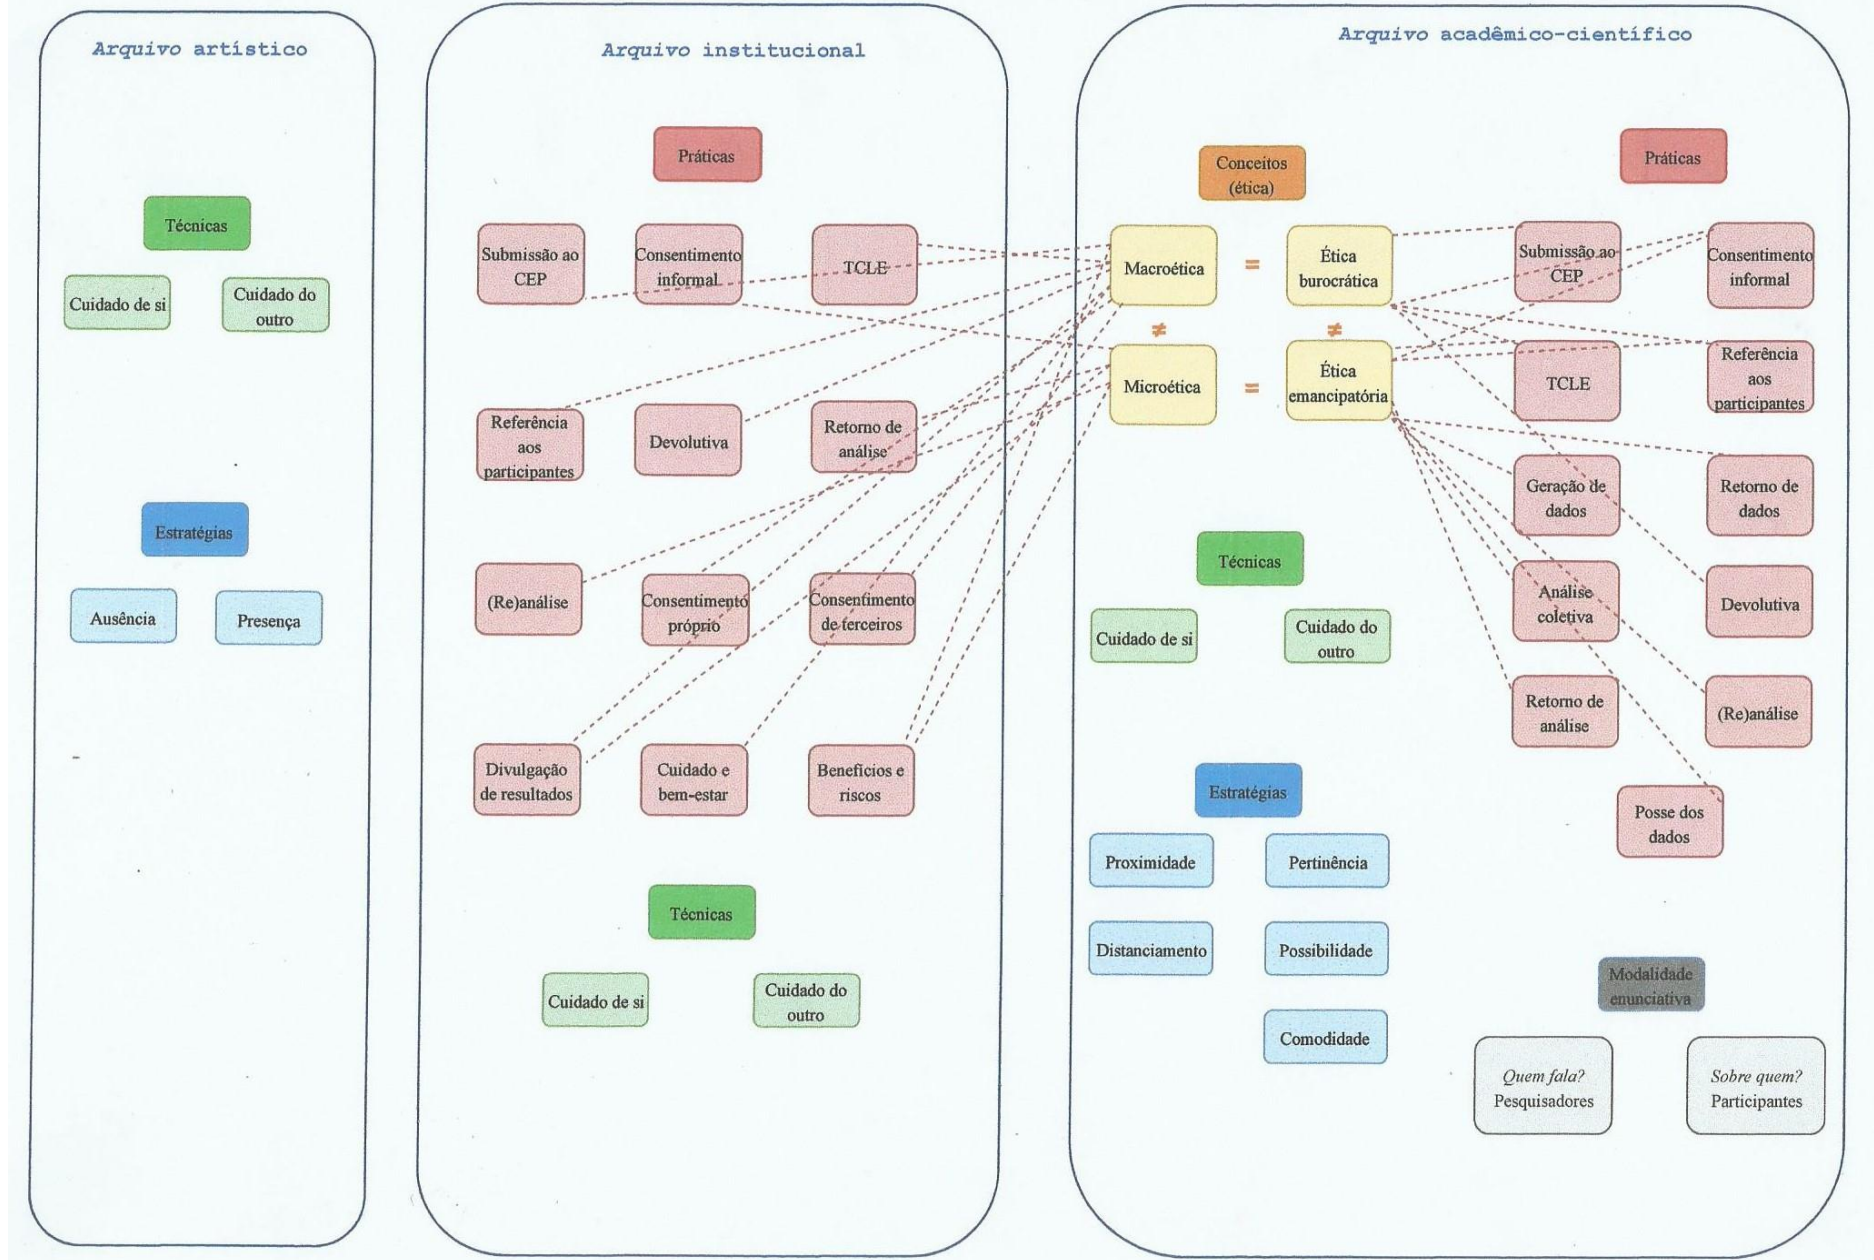 Arquivo artístico
Técnicas
Cuidado de si
Cuidado do
outro
Estratégias
Ausência
Presença
Arquivo institucional
Práticas
Submissão ao
CEP
Consentimento
informal
TCLE
Referência
aos
participantes
Devolutiva
Retorno de
análise
(Re)análise
Consentimento
próprio
Consentimento
de terceiros
Divulgação
de resultados
Cuidado e
bem-estar
Benefícios e
riscos
Técnicas
Cuidado de si
Cuidado do
outro
Arquivo acadêmico-científico
Conceitos
(ética)
Macroética
=
Ética
burocrática
≠
≠
Microética
=
Ética
emancipatória
Técnicas
Cuidado de si
Cuidado do
outro
Estratégias
Proximidade
Pertinência
Distanciamento
Possibilidade
Comodidade
Práticas
Submissão ao
CEP
Consentimento
informal
TCLE
Referência
aos
participantes
Geração de
dados
Retorno de
dados
Análise
coletiva
Devolutiva
Retorno de
análise
(Re)análise
Posse dos
dados
Modalidade
enunciativa
Quem fala?
Pesquisadores
Sobre quem?
Participantes